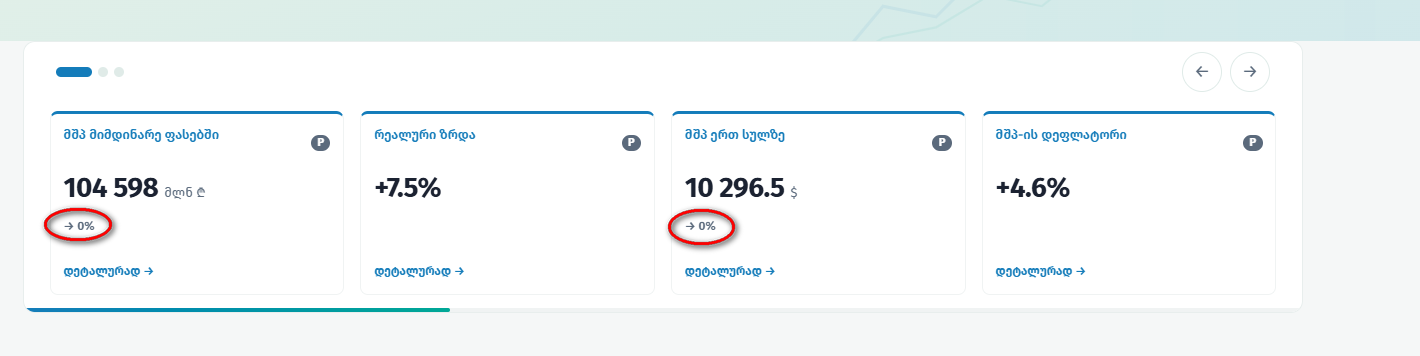 ← →
მშპ მიმდინარე ფასებში
P
104 598 მლნ ₾
→ 0%
დეტალურად →
რეალური ზრდა
P
+7.5%
დეტალურად →
მშპ ერთ სულზე
P
10 296.5 $
→ 0%
დეტალურად →
მშპ-ის დეფლატორი
P
+4.6%
დეტალურად →